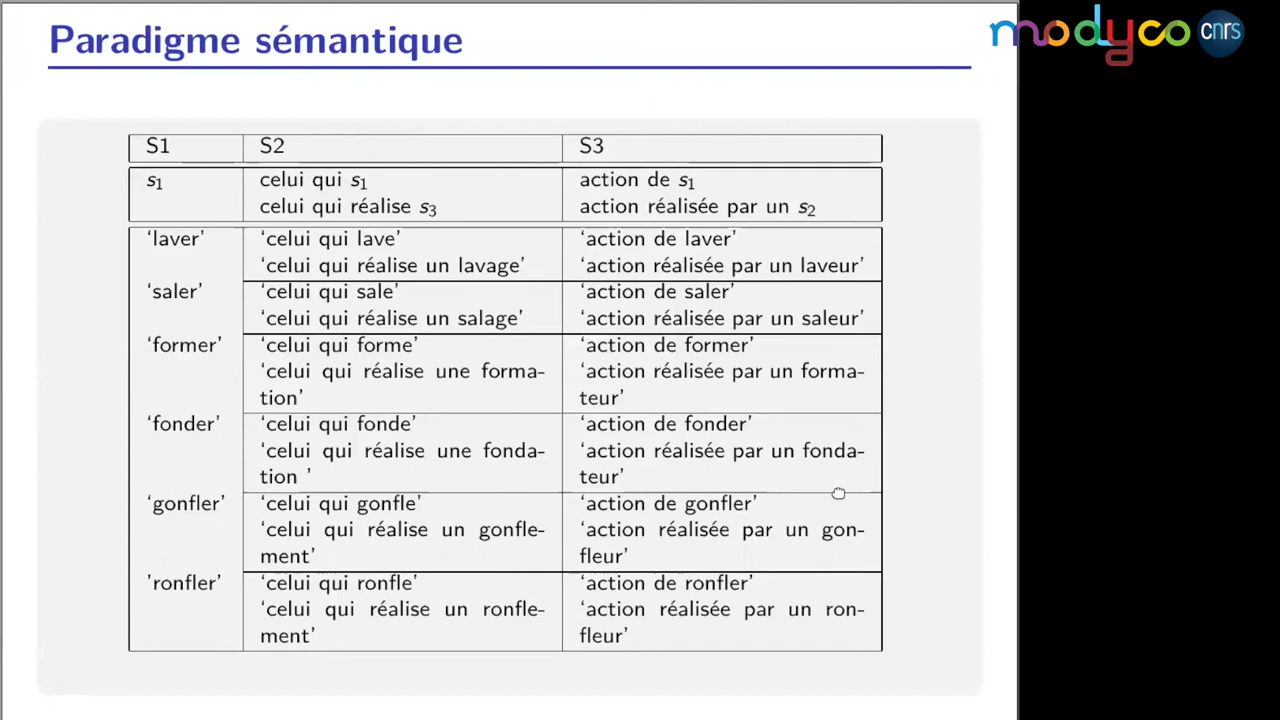 Paradigme sémantique
modyco cnrs
S1 S2 S3
s1 celui qui s1 action de s1
celui qui réalise s3 action réalisée par un s2
‘laver’ ‘celui qui lave’ ‘action de laver’
‘celui qui réalise un lavage’ ‘action réalisée par un laveur’
‘saler’ ‘celui qui sale’ ‘action de saler’
‘celui qui réalise un salage’ ‘action réalisée par un saleur’
‘former’ ‘celui qui forme’ ‘action de former’
‘celui qui réalise une forma- ‘action réalisée par un forma-
tion’ teur’
‘fonder’ ‘celui qui fonde’ ‘action de fonder’
‘celui qui réalise une fonda- ‘action réalisée par un fonda-
tion ’ teur’
‘gonfler’ ‘celui qui gonfle’ ‘action de gonfler’
‘celui qui réalise un gonfle- ‘action réalisée par un gon-
ment’ fleur’
’ronfler’ ‘celui qui ronfle’ ‘action de ronfler’
‘celui qui réalise un ronfle- ‘action réalisée par un ron-
ment’ fleur’